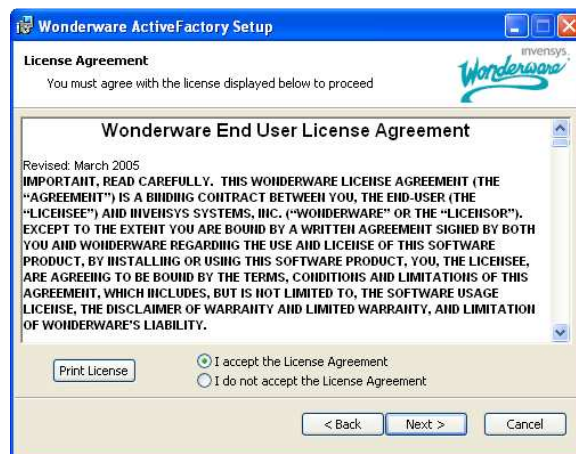 Wonderware ActiveFactory Setup
License Agreement
You must agree with the license displayed below to proceed
invensys.
Wonderware
Wonderware End User License Agreement
Revised: March 2005
IMPORTANT, READ CAREFULLY. THIS WONDERWARE LICENSE AGREEMENT (THE
“AGREEMENT”) IS A BINDING CONTRACT BETWEEN YOU, THE END-USER (THE
“LICENSEE”) AND INVENSYS SYSTEMS, INC. (“WONDERWARE” OR THE “LICENSOR”).
EXCEPT TO THE EXTENT YOU ARE BOUND BY A WRITTEN AGREEMENT SIGNED BY BOTH
YOU AND WONDERWARE REGARDING THE USE AND LICENSE OF THIS SOFTWARE
PRODUCT, BY INSTALLING OR USING THIS SOFTWARE PRODUCT, YOU, THE LICENSEE,
ARE AGREEING TO BE BOUND BY THE TERMS, CONDITIONS AND LIMITATIONS OF THIS
AGREEMENT, WHICH INCLUDES, BUT IS NOT LIMITED TO, THE SOFTWARE USAGE
LICENSE, THE DISCLAIMER OF WARRANTY AND LIMITED WARRANTY, AND LIMITATION
OF WONDERWARE'S LIABILITY.
Print License
I accept the License Agreement
I do not accept the License Agreement
< Back
Next >
Cancel